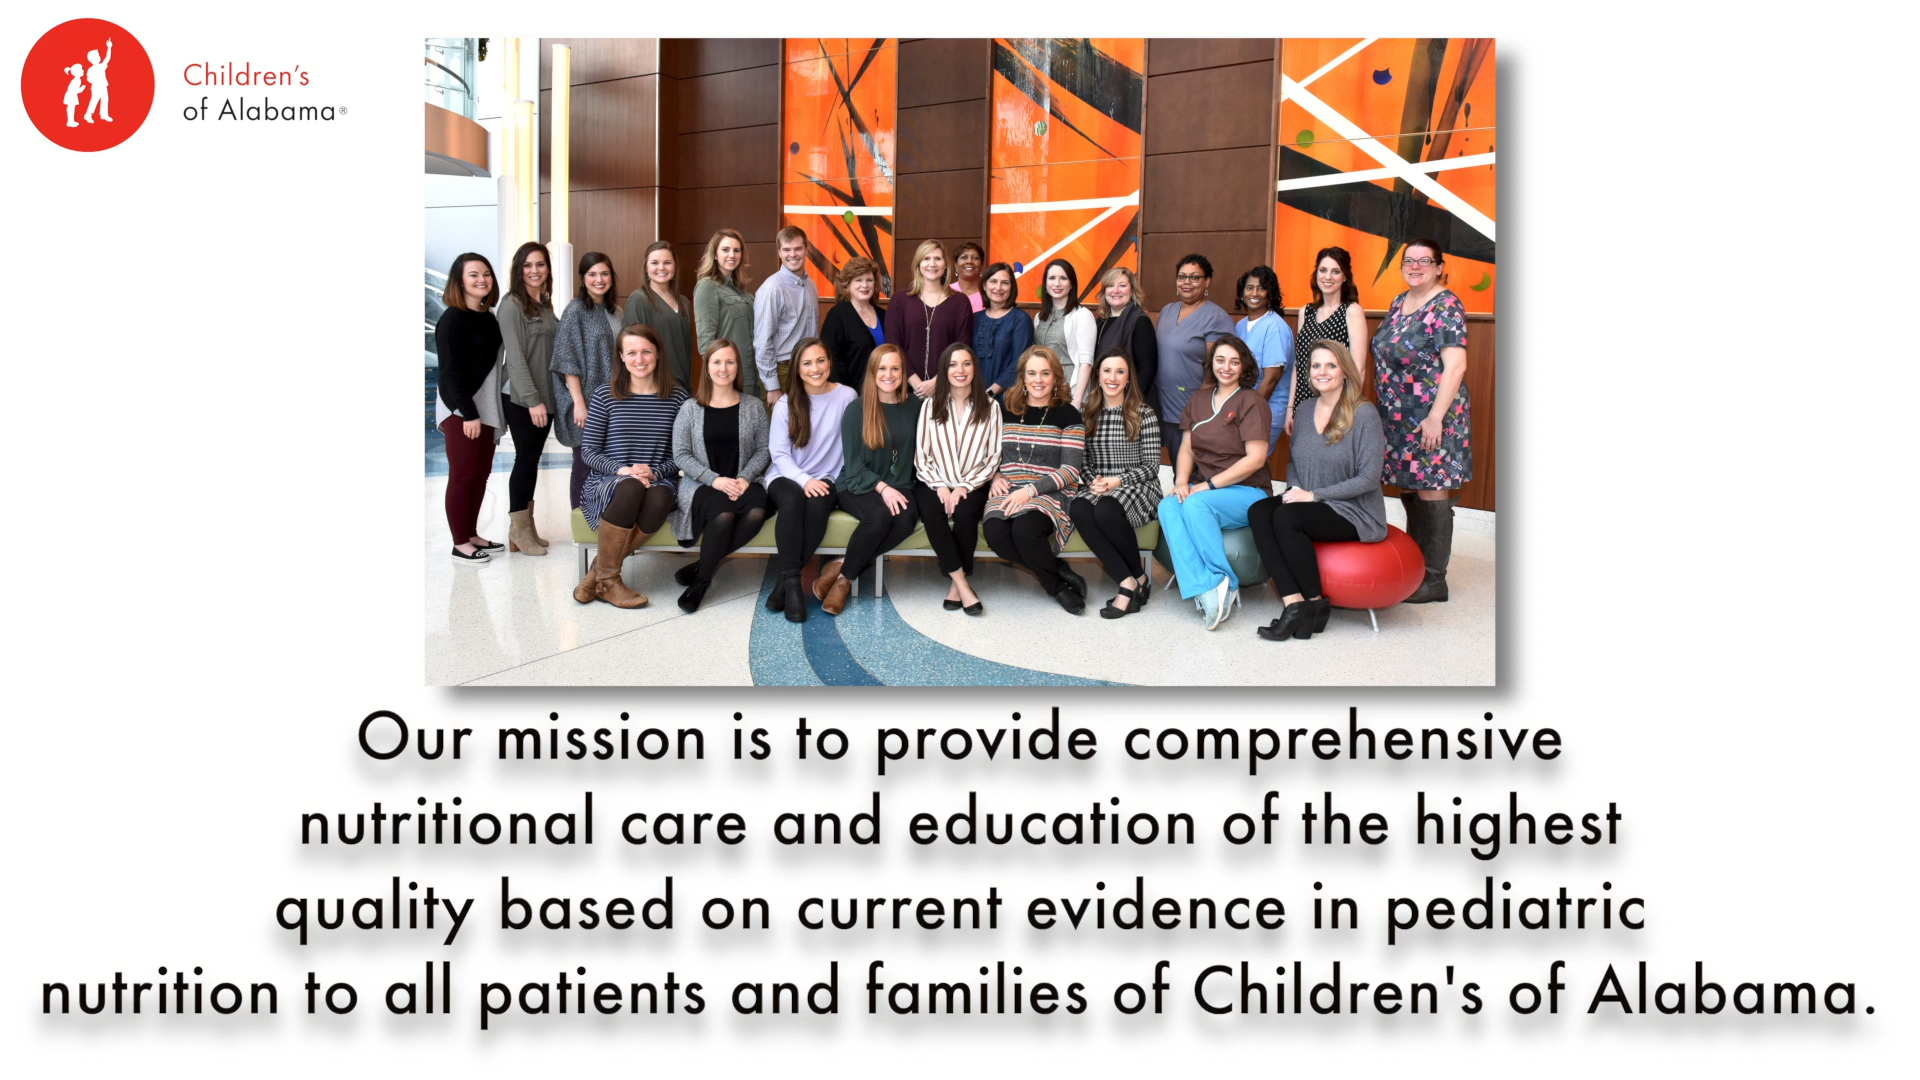 Children's
of Alabama®
Our mission is to provide comprehensive
nutritional care and education of the highest
quality based on current evidence in pediatric
nutrition to all patients and families of Children's of Alabama.